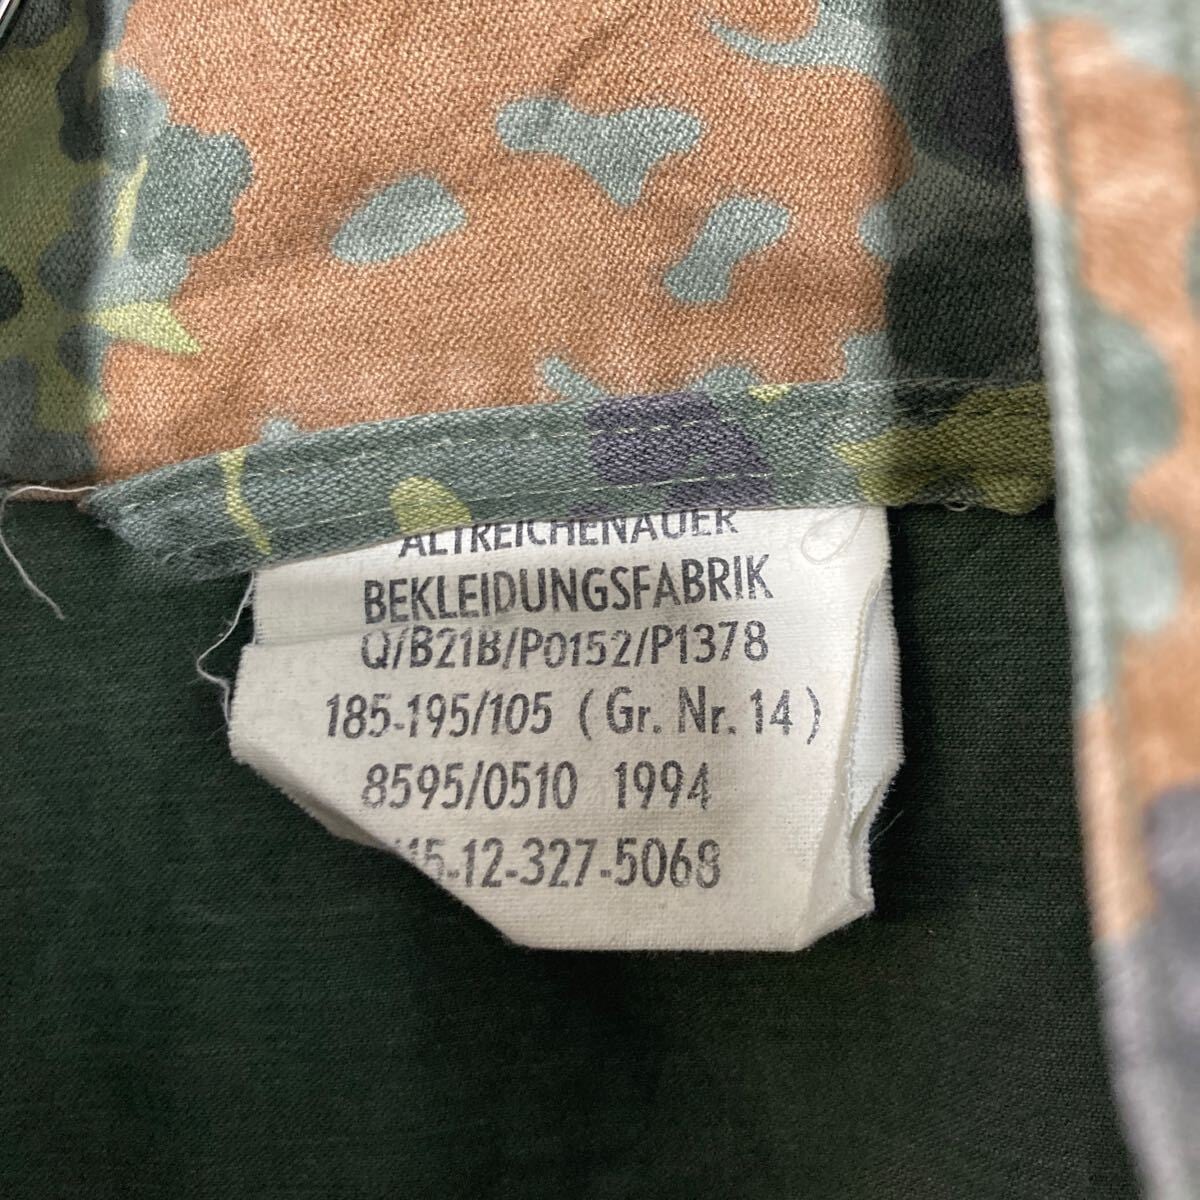 ALTREICHENAUER
BEKLEIDUNGSFABRIK
Q/B21B/P0152/P1378
185-195/105 (Gr. Nr. 14)
8595/0510 1994
15-12-327-5068